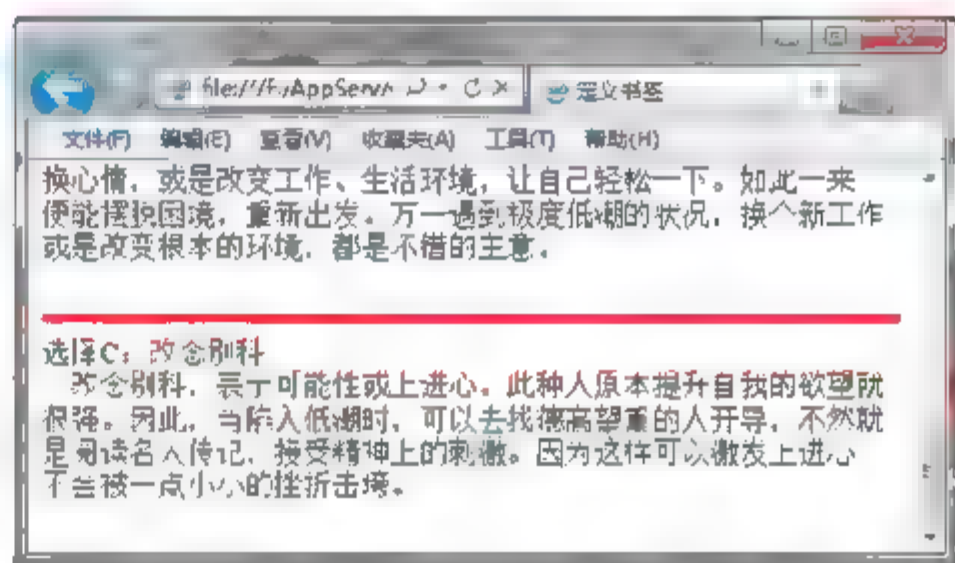 file:///F:/AppServ/
定义书签
文件(F) 编辑(E) 查看(V) 收藏夹(A) 工具(T) 帮助(H)
换心情，或是改变工作、生活环境，让自己轻松一下。如此一来
便能摆脱困境，重新出发。万一遇到极度低潮的状况，换个新工作
或是改变根本的环境，都是不错的主意。
选择C：改念别科
改念别科，表示可能性或上进心。此种人原本提升自我的欲望就
很强。因此，当陷入低潮时，可以去找德高望重的人开导，不然就
是阅读名人传记，接受精神上的刺激。因为这样可以激发上进心
不会被一点小小的挫折击垮。